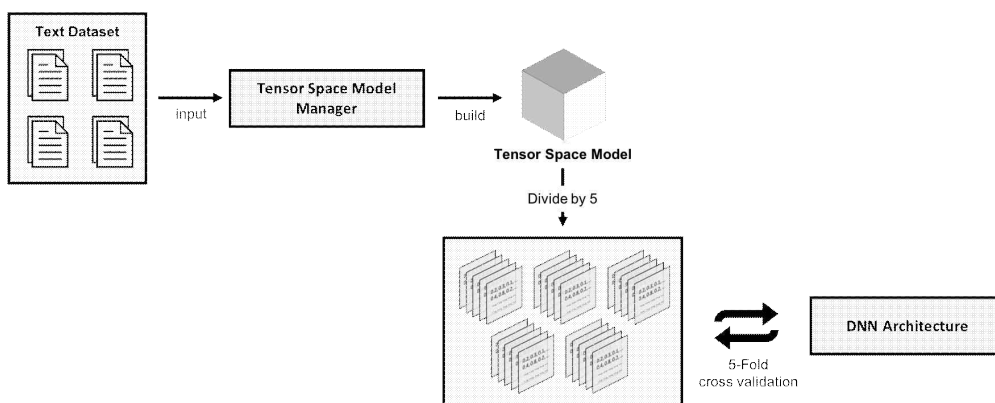 Text Dataset
input
Tensor Space Model
Manager
build
Tensor Space Model
Divide by 5
5-Fold
cross validation
DNN Architecture